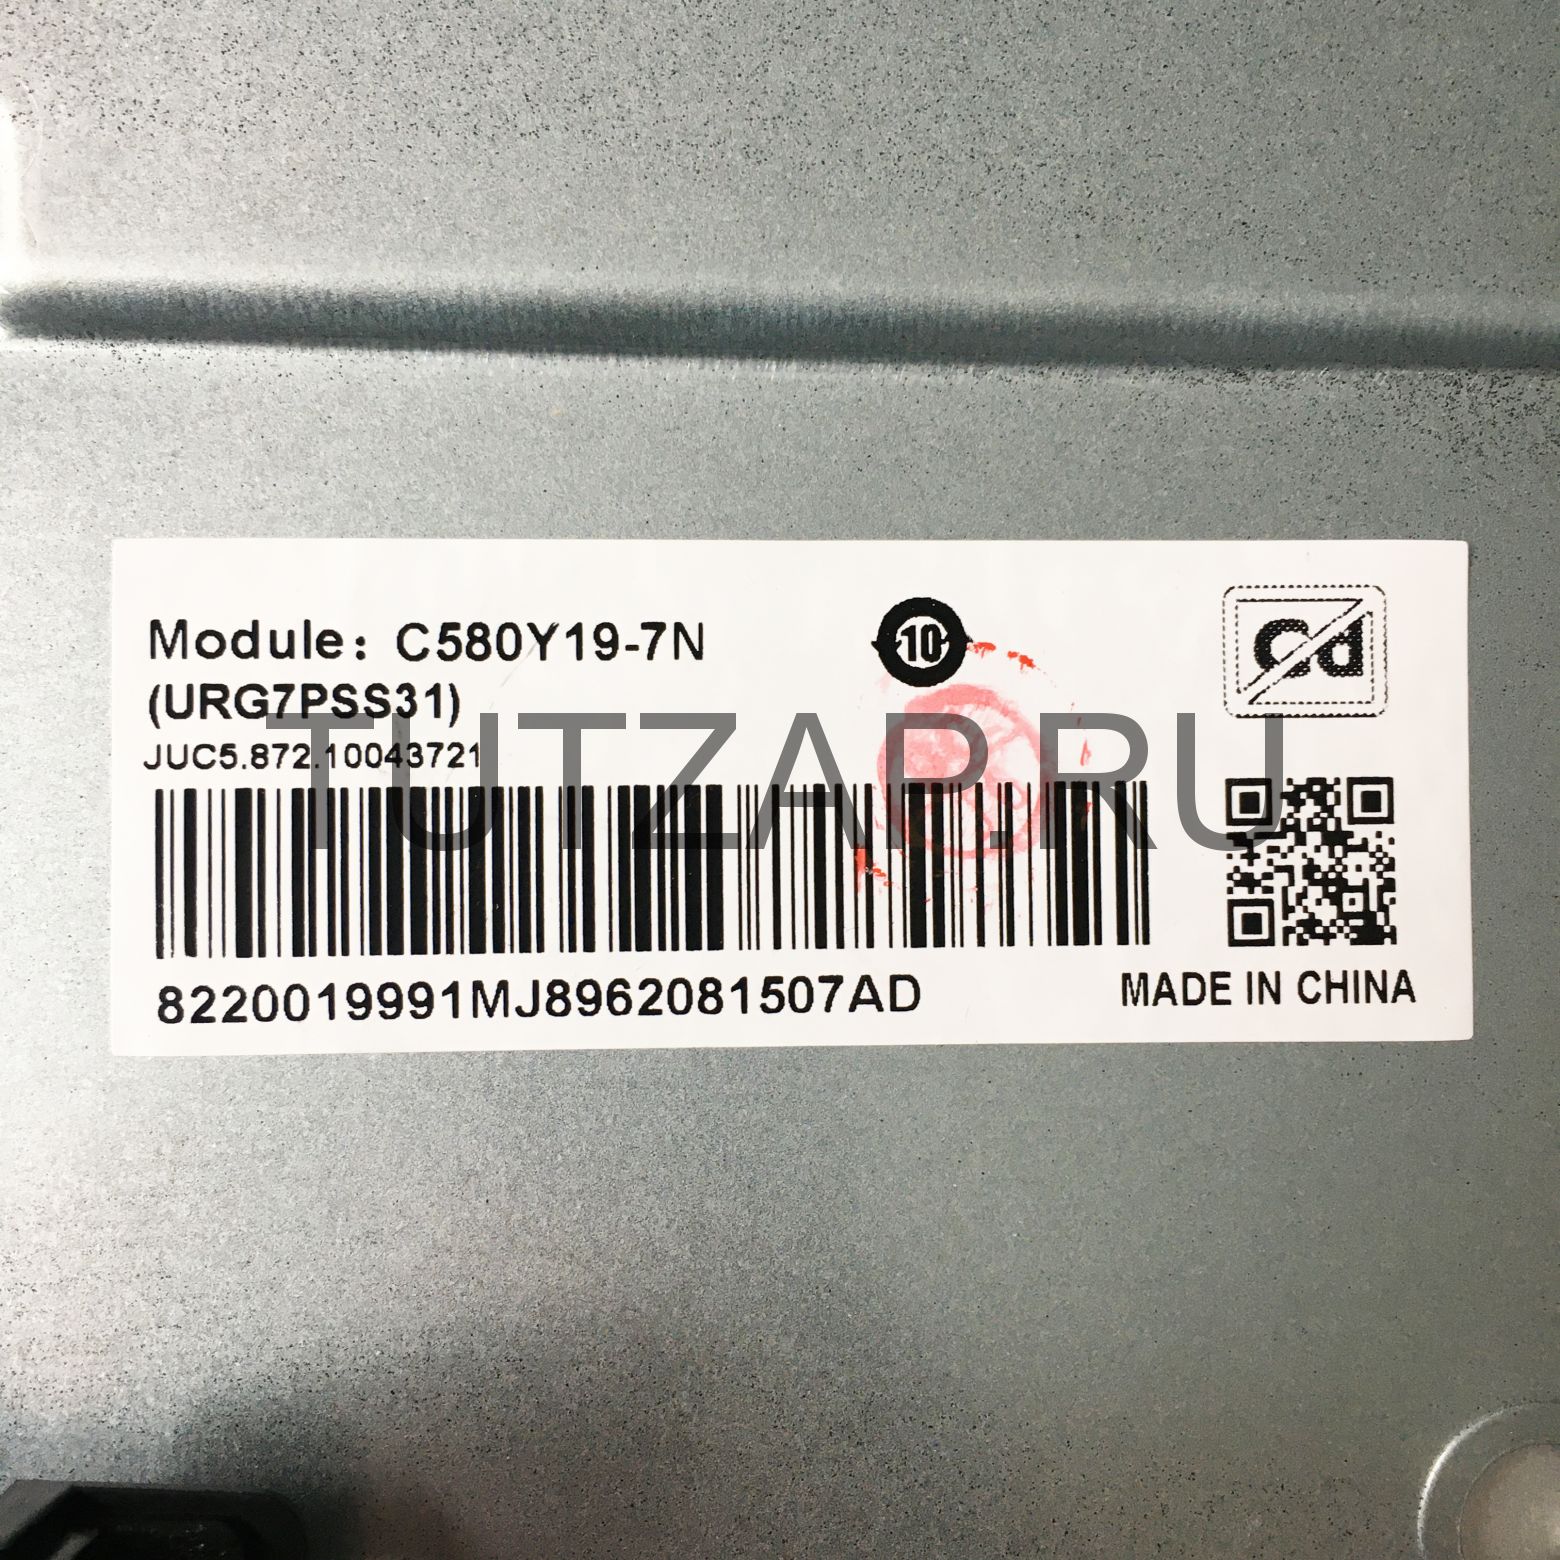 Module: C580Y19-7N
(URG7PSS31)
JUC5.872.10043721
10
Cd
TUTZAP.RU
8220019991MJ8962081507AD
MADE IN CHINA